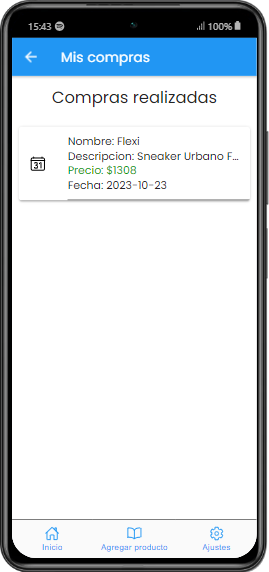 15:43
100%
Mis compras
Compras realizadas
31
Nombre: Flexi
Descripcion: Sneaker Urbano F...
Precio: $1308
Fecha: 2023-10-23
Inicio
Agregar producto
Ajustes